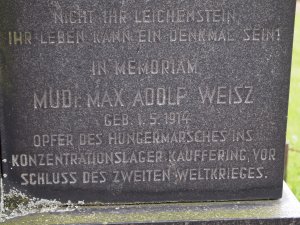 NICHT IHR LEICHENSTEIN,
IHR LEBEN KANN EIN DENKMAL SEIN!
IN MEMORIAM
MUDI MAX ADOLF WEISZ
GEB. 1. 5. 1914
OPFER DES HUNGERMARSCHES INS
KONZENTRATIONSLAGER KAUFFERING, VOR
SCHLUSS DES ZWEITEN WELTKRIEGES.